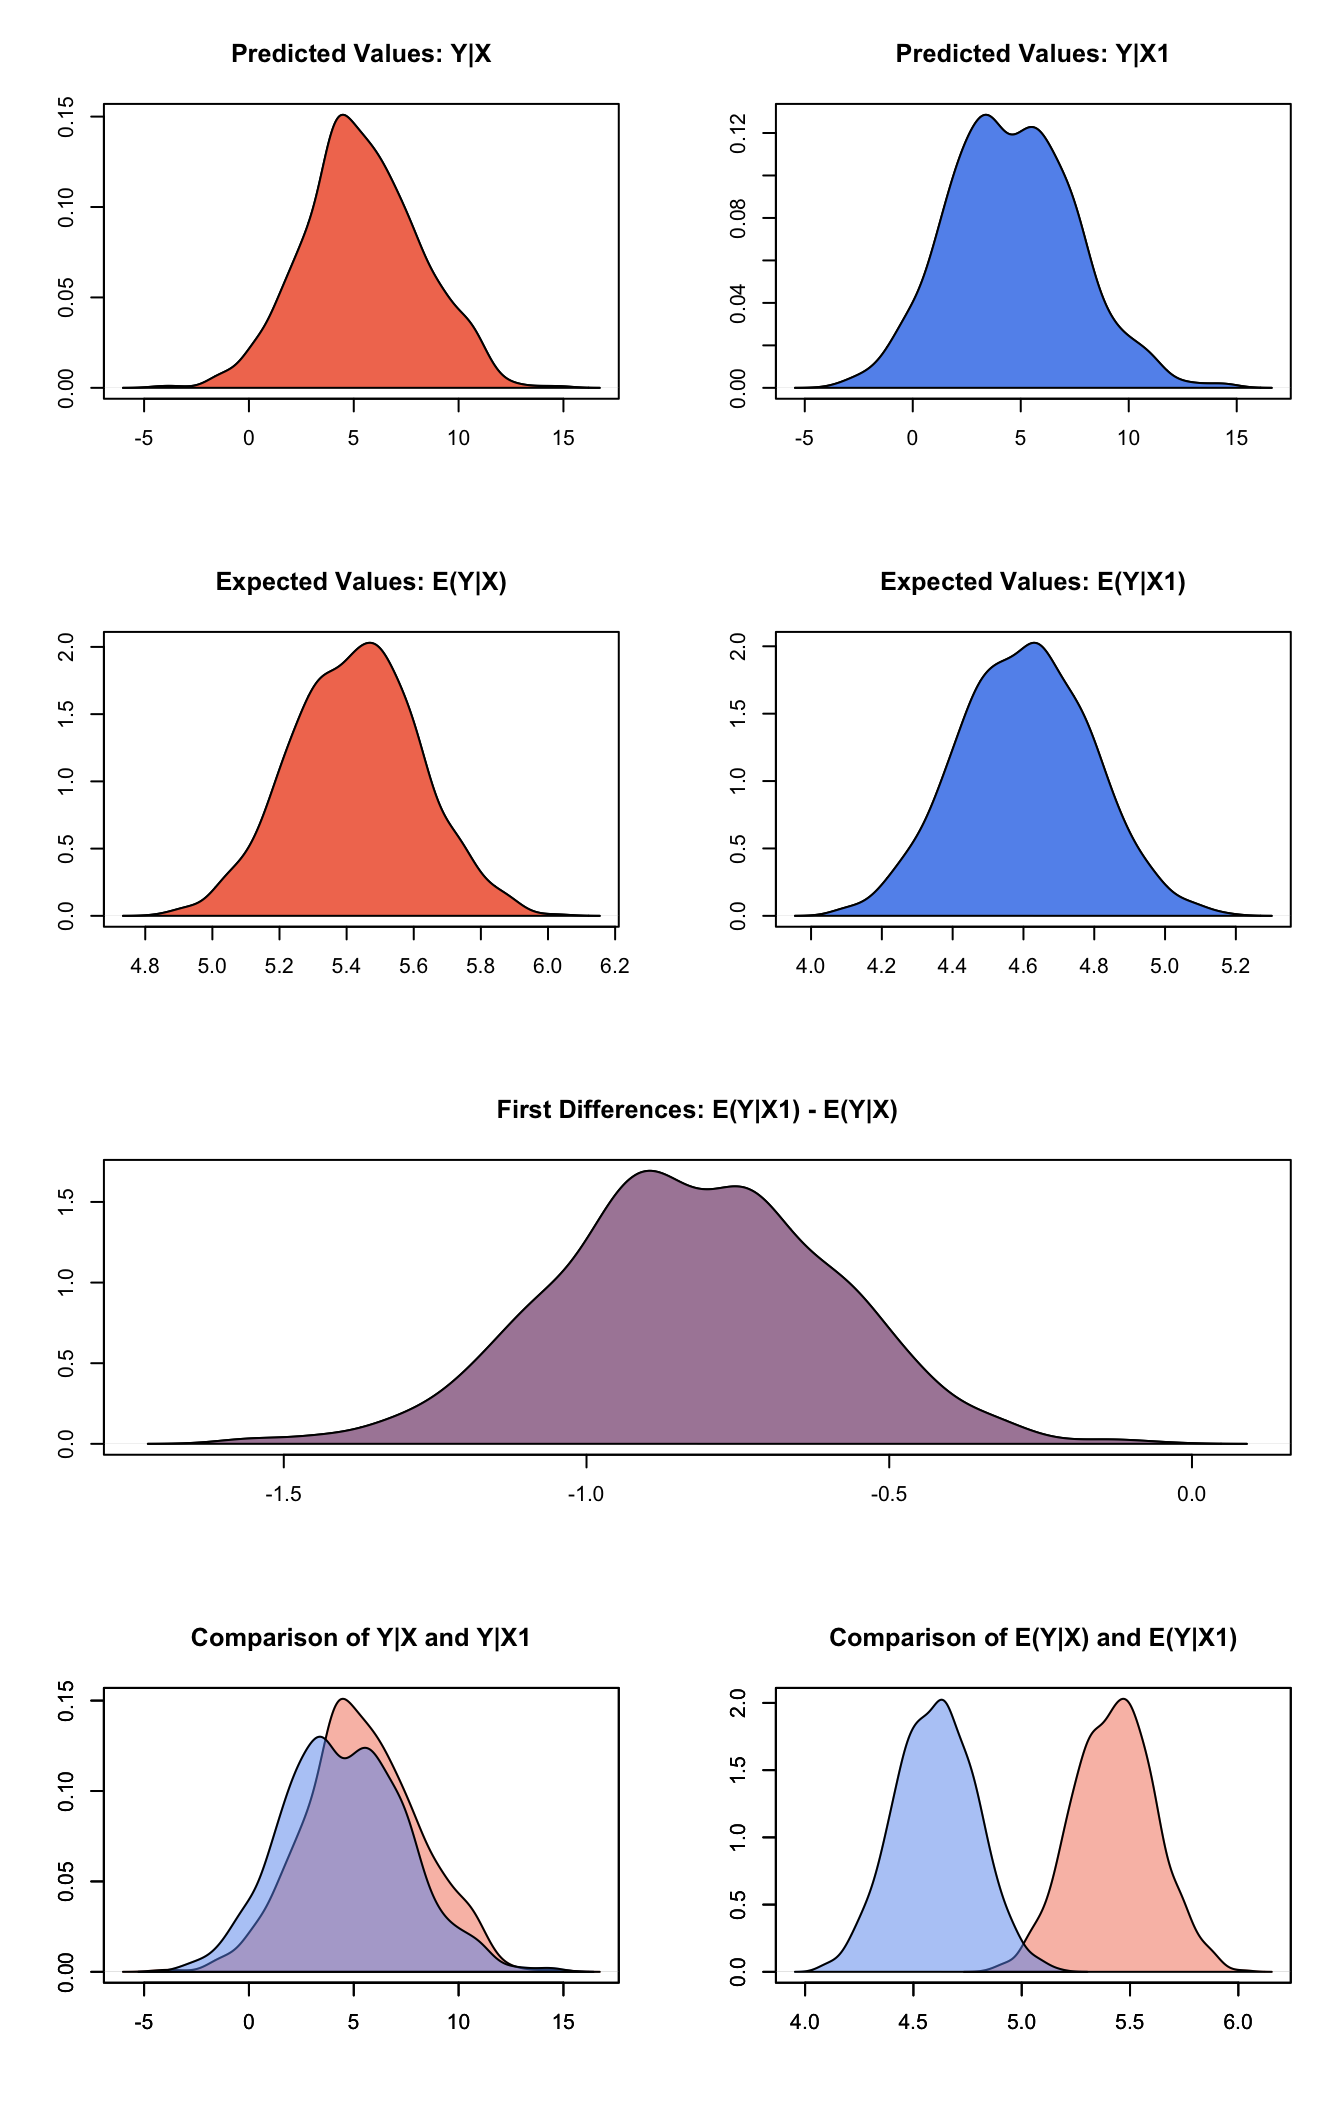 Predicted Values: Y|X
Predicted Values: Y|X1
0.00 0.05 0.10 0.15
-5 0 5 10 15
0.00 0.04 0.08 0.12
-5 0 5 10 15
Expected Values: E(Y|X)
Expected Values: E(Y|X1)
0.0 0.5 1.0 1.5 2.0
4.8 5.0 5.2 5.4 5.6 5.8 6.0 6.2
0.0 0.5 1.0 1.5 2.0
4.0 4.2 4.4 4.6 4.8 5.0 5.2
First Differences: E(Y|X1) - E(Y|X)
0.0 0.5 1.0 1.5
-1.5 -1.0 -0.5 0.0
Comparison of Y|X and Y|X1
Comparison of E(Y|X) and E(Y|X1)
0.00 0.05 0.10 0.15
-5 0 5 10 15
0.0 0.5 1.0 1.5 2.0
4.0 4.5 5.0 5.5 6.0